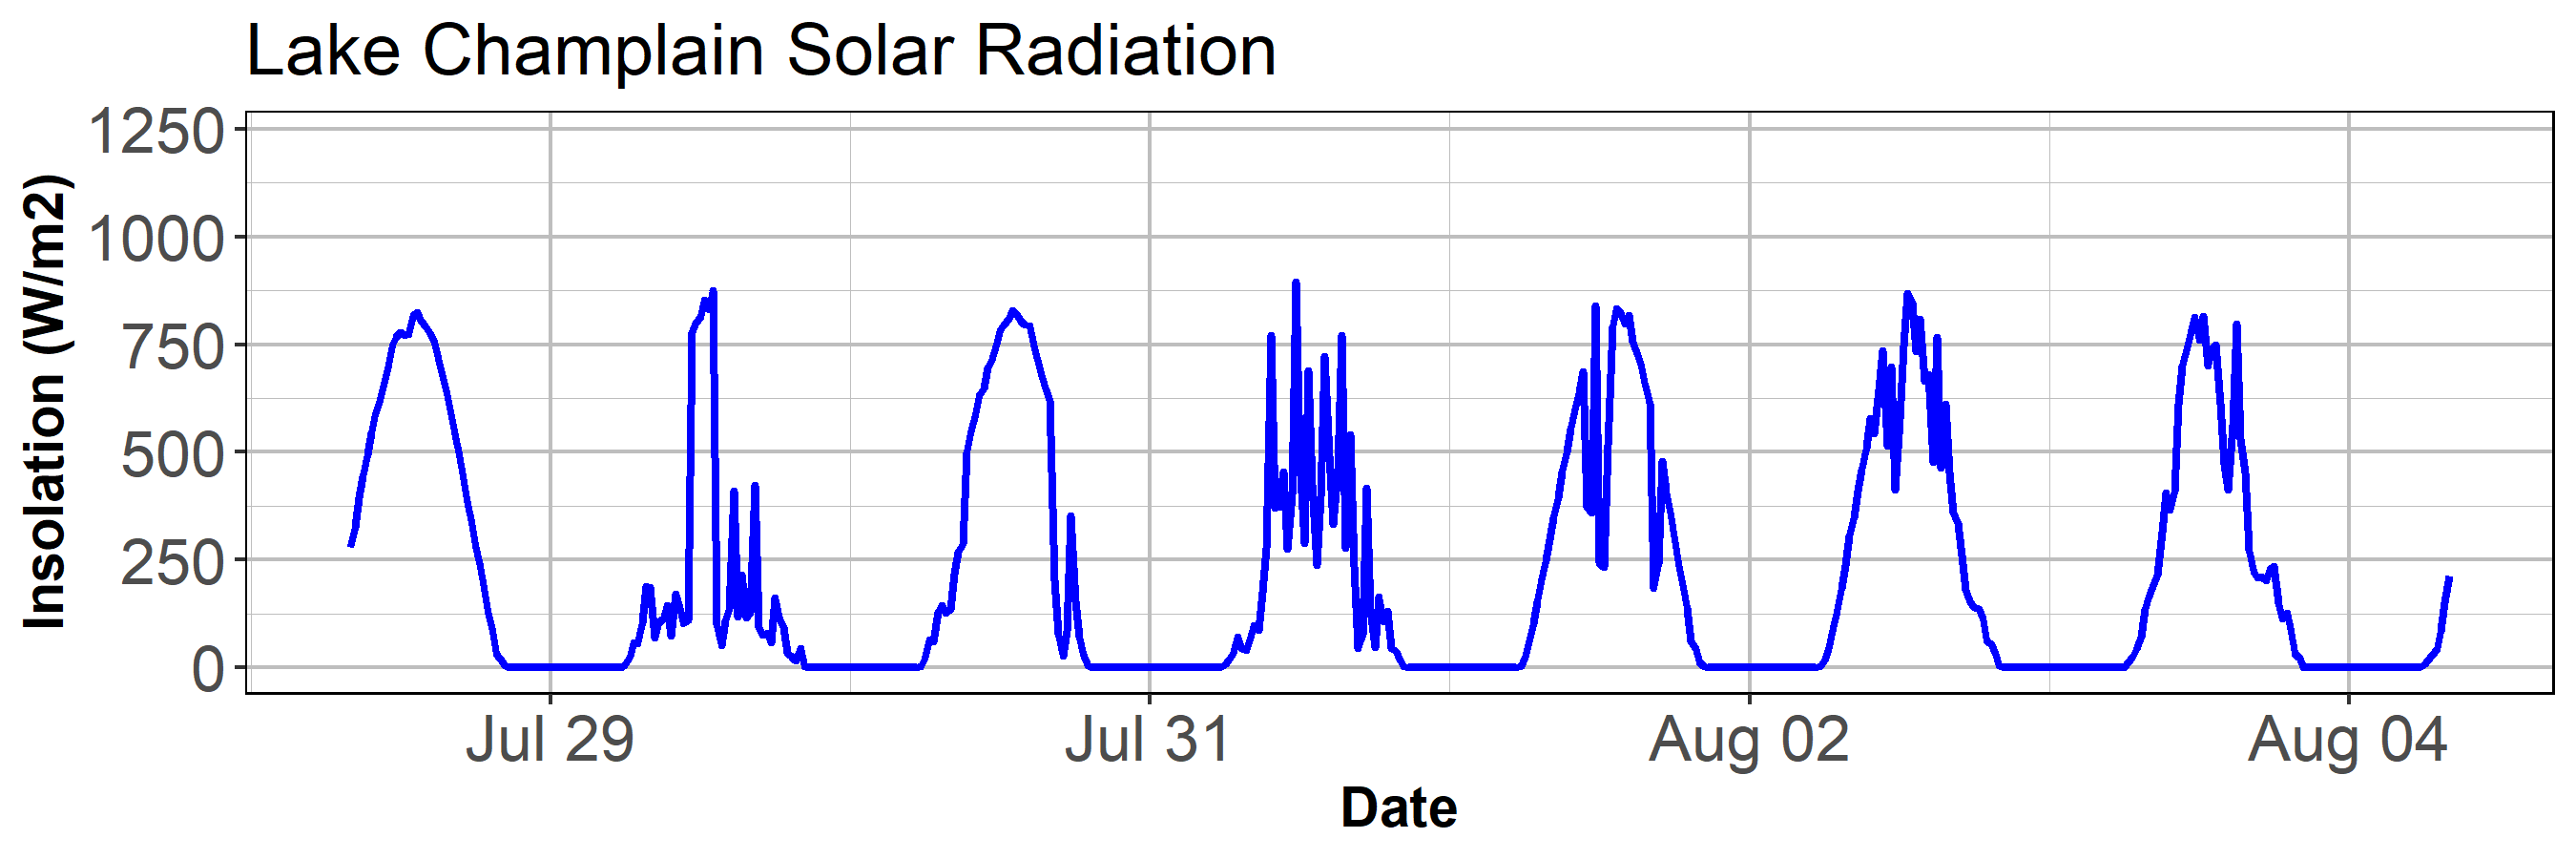 Lake Champlain Solar Radiation
1250
1000
750
500
250
0
Insolation (W/m2)
Jul 29
Jul 31
Aug 02
Aug 04
Date